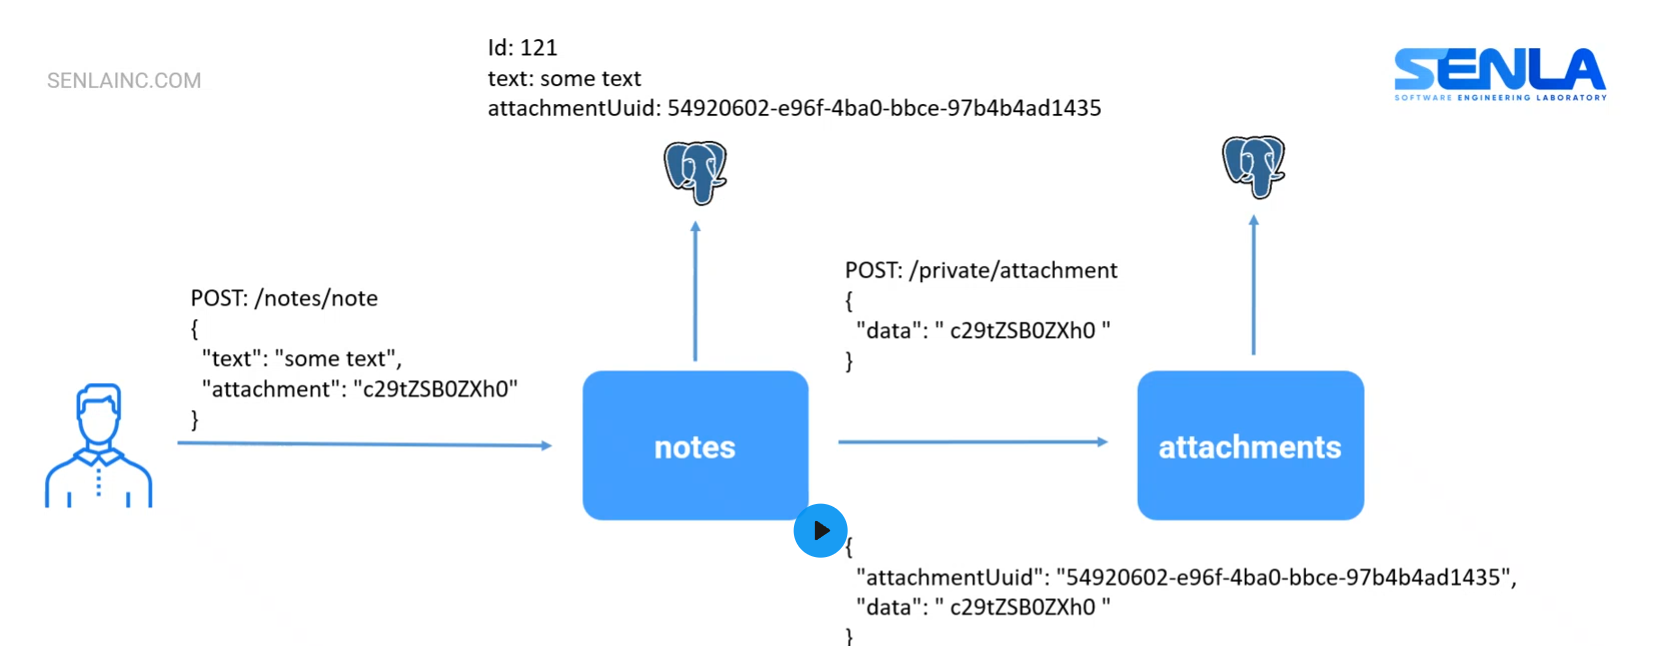 Id: 121
text: some text
attachmentUuid: 54920602-e96f-4ba0-bbce-97b4b4ad1435
SENLAINC.COM
SENLA
SOFTWARE ENGINEERING LABORATORY
POST: /notes/note
{
"text": "some text",
"attachment": "c29tZSB0ZXh0"
}
POST: /private/attachment
{
"data": " c29tZSB0ZXh0 "
}
notes
attachments
{
"attachmentUuid": "54920602-e96f-4ba0-bbce-97b4b4ad1435",
"data": " c29tZSB0ZXh0 "
}